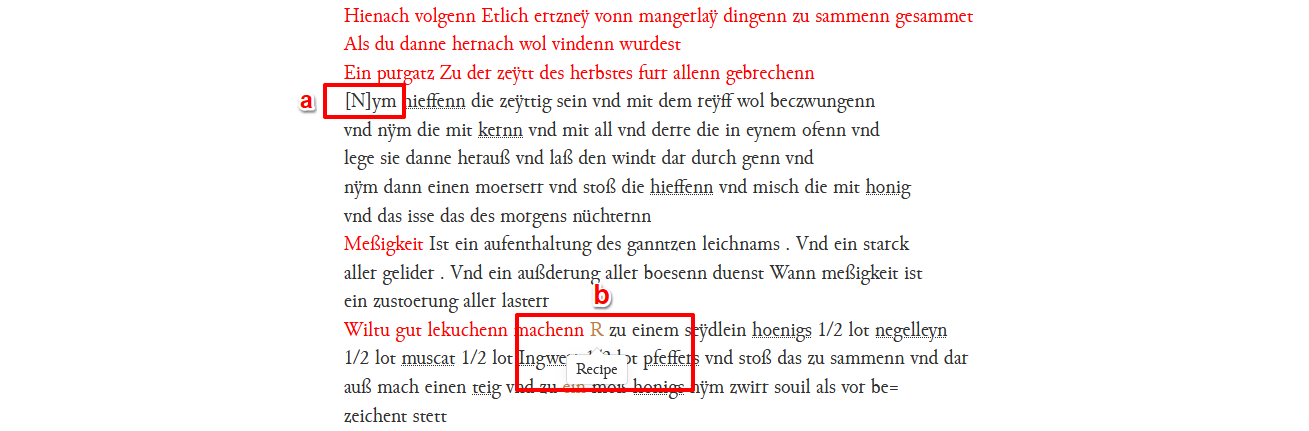 Hienach volgenn Etlich ertzneÿ vonn mangerlaÿ dingenn zu sammenn gesammet
Als du danne hernach wol vindenn wurdest
Ein purgatz Zu der zeÿtt des herbstes furr allenn gebrechenn
a
[N]ym hieffenn die zeÿttig sein vnd mit dem reÿff wol beczwungenn
vnd nÿm die mit kernn vnd mit all vnd derre die in eynem ofenn vnd
lege sie danne herauß vnd laß den windt dar durch genn vnd
nÿm dann einen moerserr vnd stoß die hieffenn vnd misch die mit honig
vnd das isse das des morgens nüchternn
Meßigkeit Ist ein aufenthaltung des ganntzen leichnams . Vnd ein starck
aller gelider . Vnd ein außderung aller boesenn duenst Wann meßigkeit ist
ein zustoerung aller lasterr
b
Wiltu gut lekuchenn machenn R zu einem seÿdlein hoenigs 1/2 lot negelleyn
1/2 lot muscat 1/2 lot Ingwer 1/2 lot pfeffers vnd stoß das zu sammenn vnd dar
Recipe
auß mach einen teig vnd zu ein honigs nÿm zwirr souil als vor be=
zeichent stett